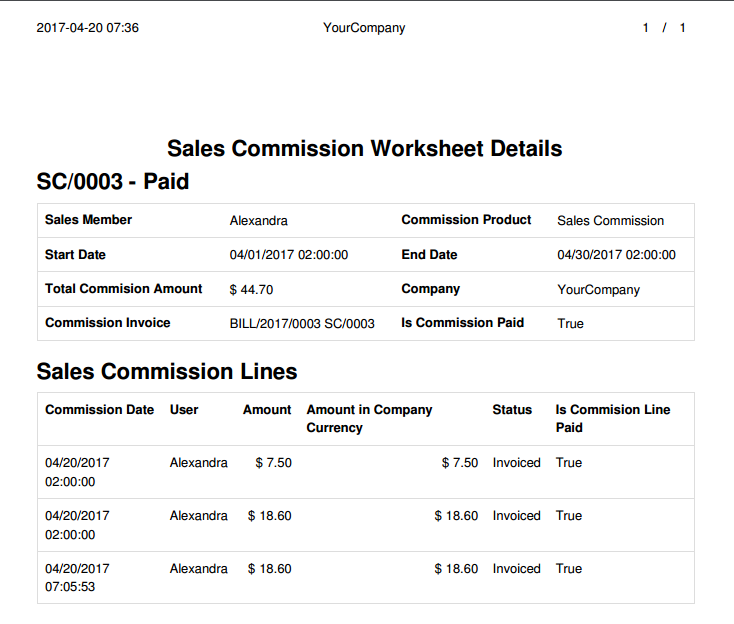 2017-04-20 07:36 YourCompany 1 / 1
Sales Commission Worksheet Details
SC/0003 - Paid
Sales Member Alexandra Commission Product Sales Commission
Start Date 04/01/2017 02:00:00 End Date 04/30/2017 02:00:00
Total Commision Amount $ 44.70 Company YourCompany
Commission Invoice BILL/2017/0003 SC/0003 Is Commission Paid True
Sales Commission Lines
Commission Date User Amount Amount in Company Status Is Commision Line
Currency Paid
04/20/2017 Alexandra $ 7.50 $ 7.50 Invoiced True
02:00:00
04/20/2017 Alexandra $ 18.60 $ 18.60 Invoiced True
02:00:00
04/20/2017 Alexandra $ 18.60 $ 18.60 Invoiced True
07:05:53